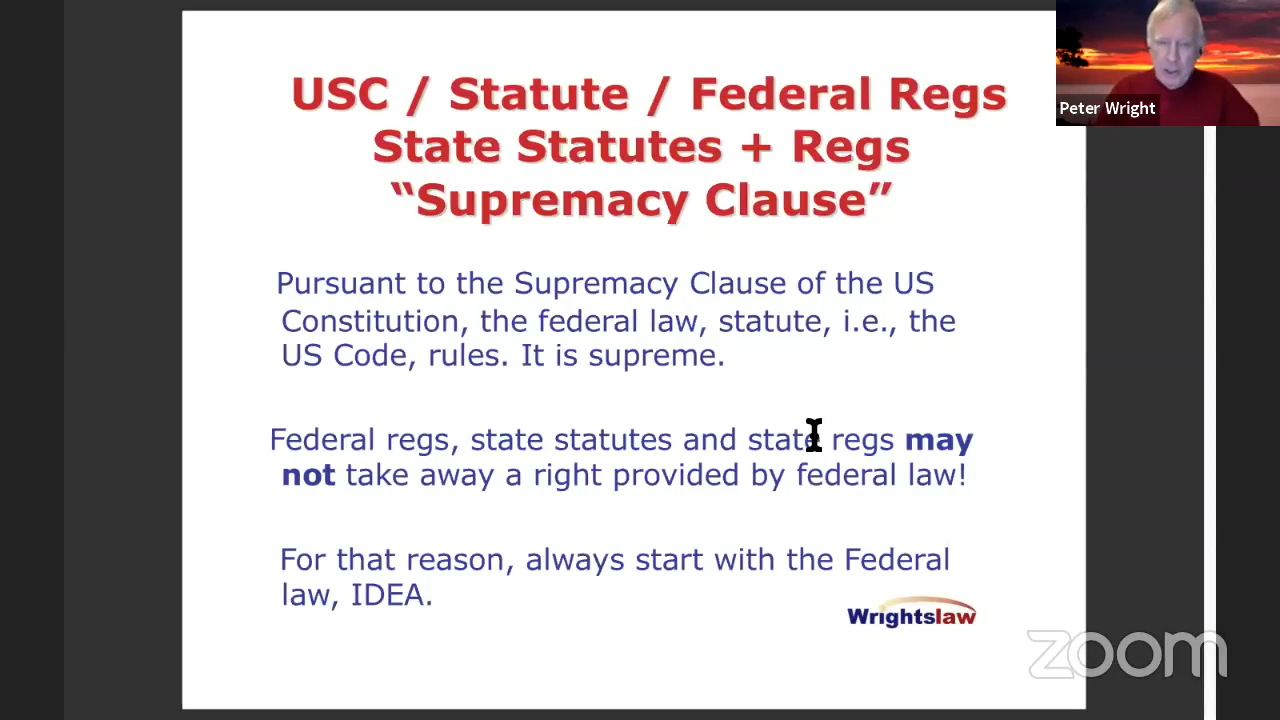 USC / Statute / Federal Regs
State Statutes + Regs
“Supremacy Clause”
Peter Wright
Pursuant to the Supremacy Clause of the US
Constitution, the federal law, statute, i.e., the
US Code, rules. It is supreme.
Federal regs, state statutes and state regs may
not take away a right provided by federal law!
For that reason, always start with the Federal
law, IDEA.
Wrightslaw
zoom